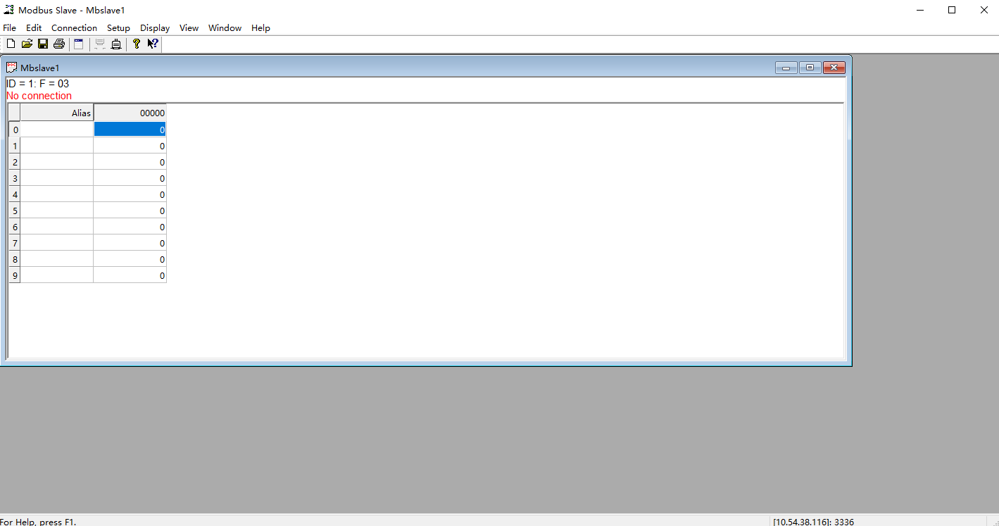 Modbus Slave - Mbslave1
File Edit Connection Setup Display View Window Help
Mbslave1
ID = 1: F = 03
No connection
Alias 00000
0 0
1 0
2 0
3 0
4 0
5 0
6 0
7 0
8 0
9 0
For Help, press F1.
[10.54.38.116]: 3336